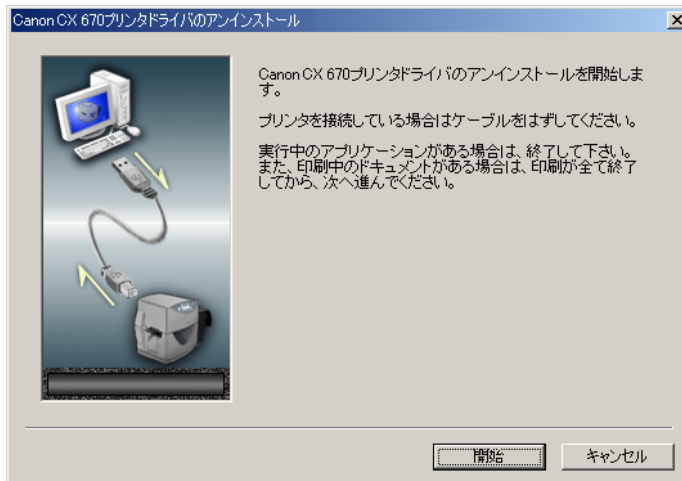 Canon CX 670プリンタドライバのアンインストール
Canon CX 670プリンタドライバのアンインストールを開始しま
す。
プリンタを接続している場合はケーブルをはずしてください。
実行中のアプリケーションがある場合は、終了して下さい。
また、印刷中のドキュメントがある場合は、印刷が全て終了
してから、次へ進んでください。
開始
キャンセル